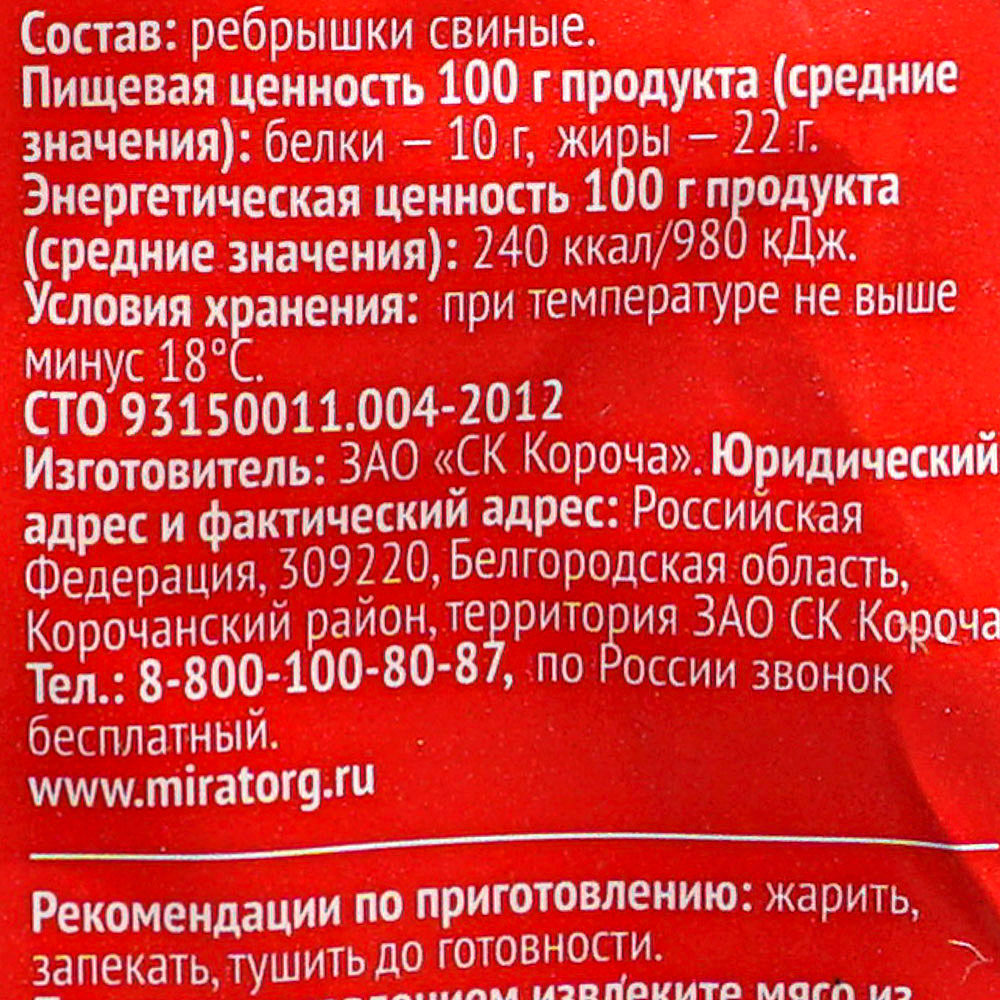 Состав: ребрышки свиные.
Пищевая ценность 100 г продукта (средние
значения): белки – 10 г, жиры – 22 г.
Энергетическая ценность 100 г продукта
(средние значения): 240 ккал/980 кДж.
Условия хранения: при температуре не выше
минус 18°С.
СТО 93150011.004-2012
Изготовитель: ЗАО «СК Короча». Юридический
адрес и фактический адрес: Российская
Федерация, 309220, Белгородская область,
Корочанский район, территория ЗАО СК Короча
Тел.: 8-800-100-80-87, по России звонок
бесплатный.
www.miratorg.ru
Рекомендации по приготовлению: жарить,
запекать, тушить до готовности.
извлеките мясо из